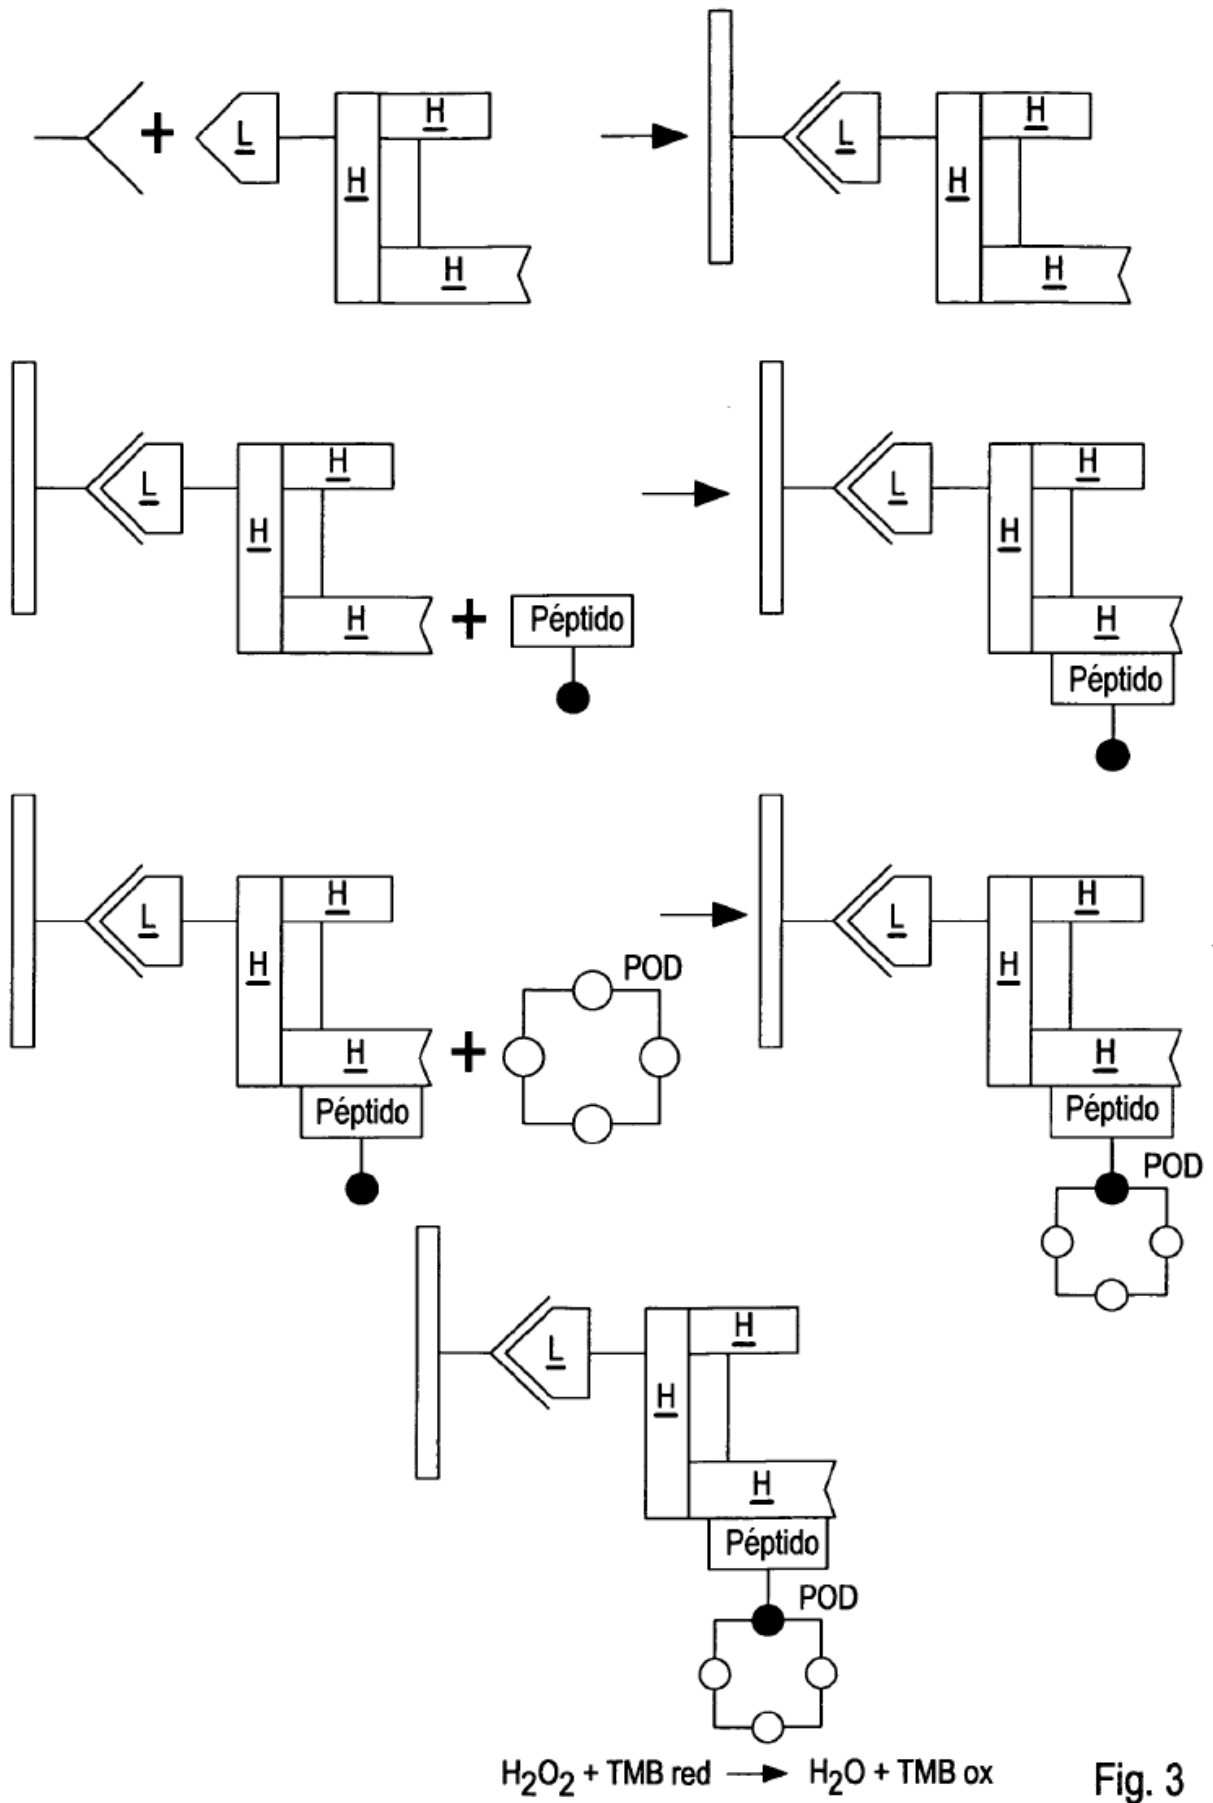 H
L H
H
H
L H
H
H
L H
H
+ Péptido
H
L H
H
Péptido
H
L H
H
Péptido
+ POD
H
L H
H
Péptido
POD
H
L H
H
Péptido
POD
H₂O₂ + TMB red → H₂O + TMB ox
Fig. 3